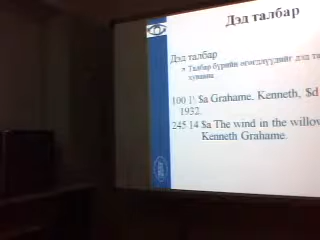 Дэд талбар
Дэд талбар
Талбар бүрийн өгөгдлүүдийг дэд
хуваана
100 1\ $a Grahame, Kenneth, $d
1932.
245 14 $a The wind in the willow
Kenneth Grahame.